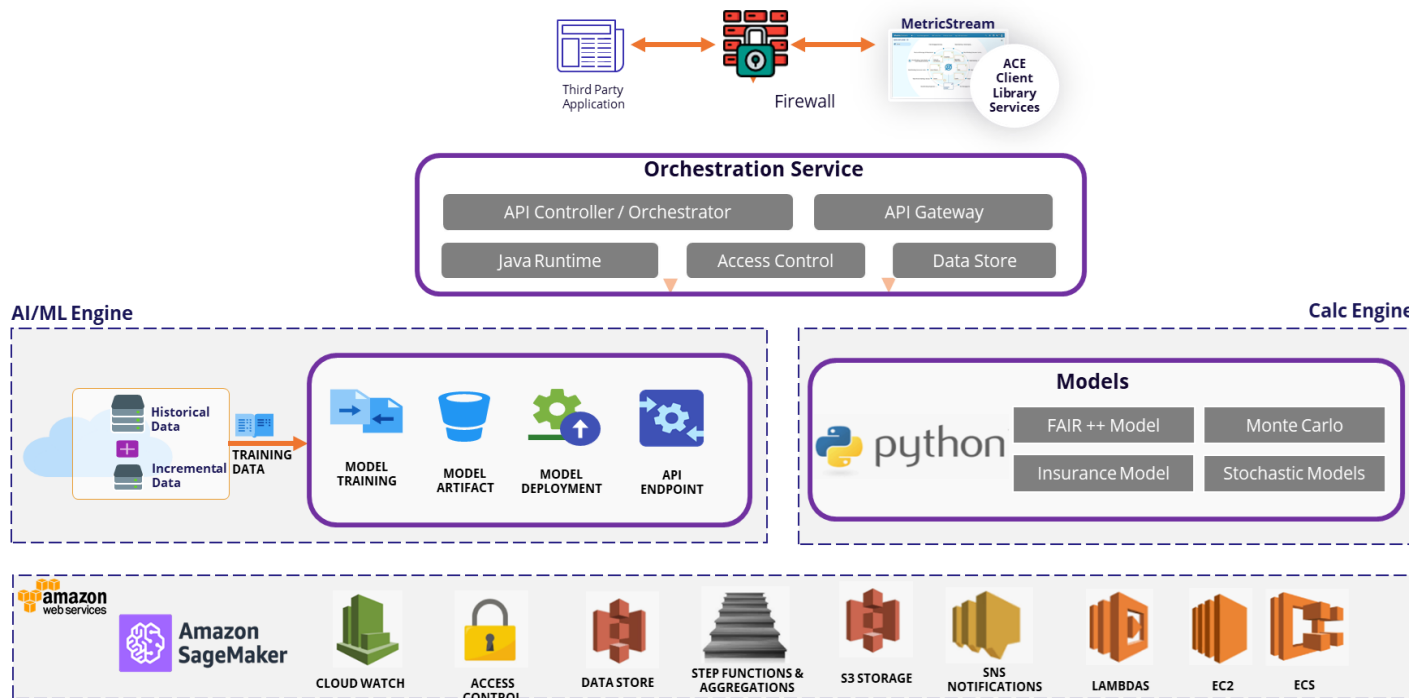 MetricStream
Third Party
Application
Firewall
ACE
Client
Library
Services
Orchestration Service
API Controller / Orchestrator
API Gateway
Java Runtime
Access Control
Data Store
AI/ML Engine
Calc Engine
Historical
Data
Incremental
Data
TRAINING
DATA
MODEL
TRAINING
MODEL
ARTIFACT
MODEL
DEPLOYMENT
API
ENDPOINT
Models
python
FAIR ++ Model
Monte Carlo
Insurance Model
Stochastic Models
amazon
web services
Amazon
SageMaker
CLOUD WATCH
ACCESS
CONTROL
DATA STORE
STEP FUNCTIONS &
AGGREGATIONS
S3 STORAGE
SNS
NOTIFICATIONS
LAMBDAS
EC2
ECS